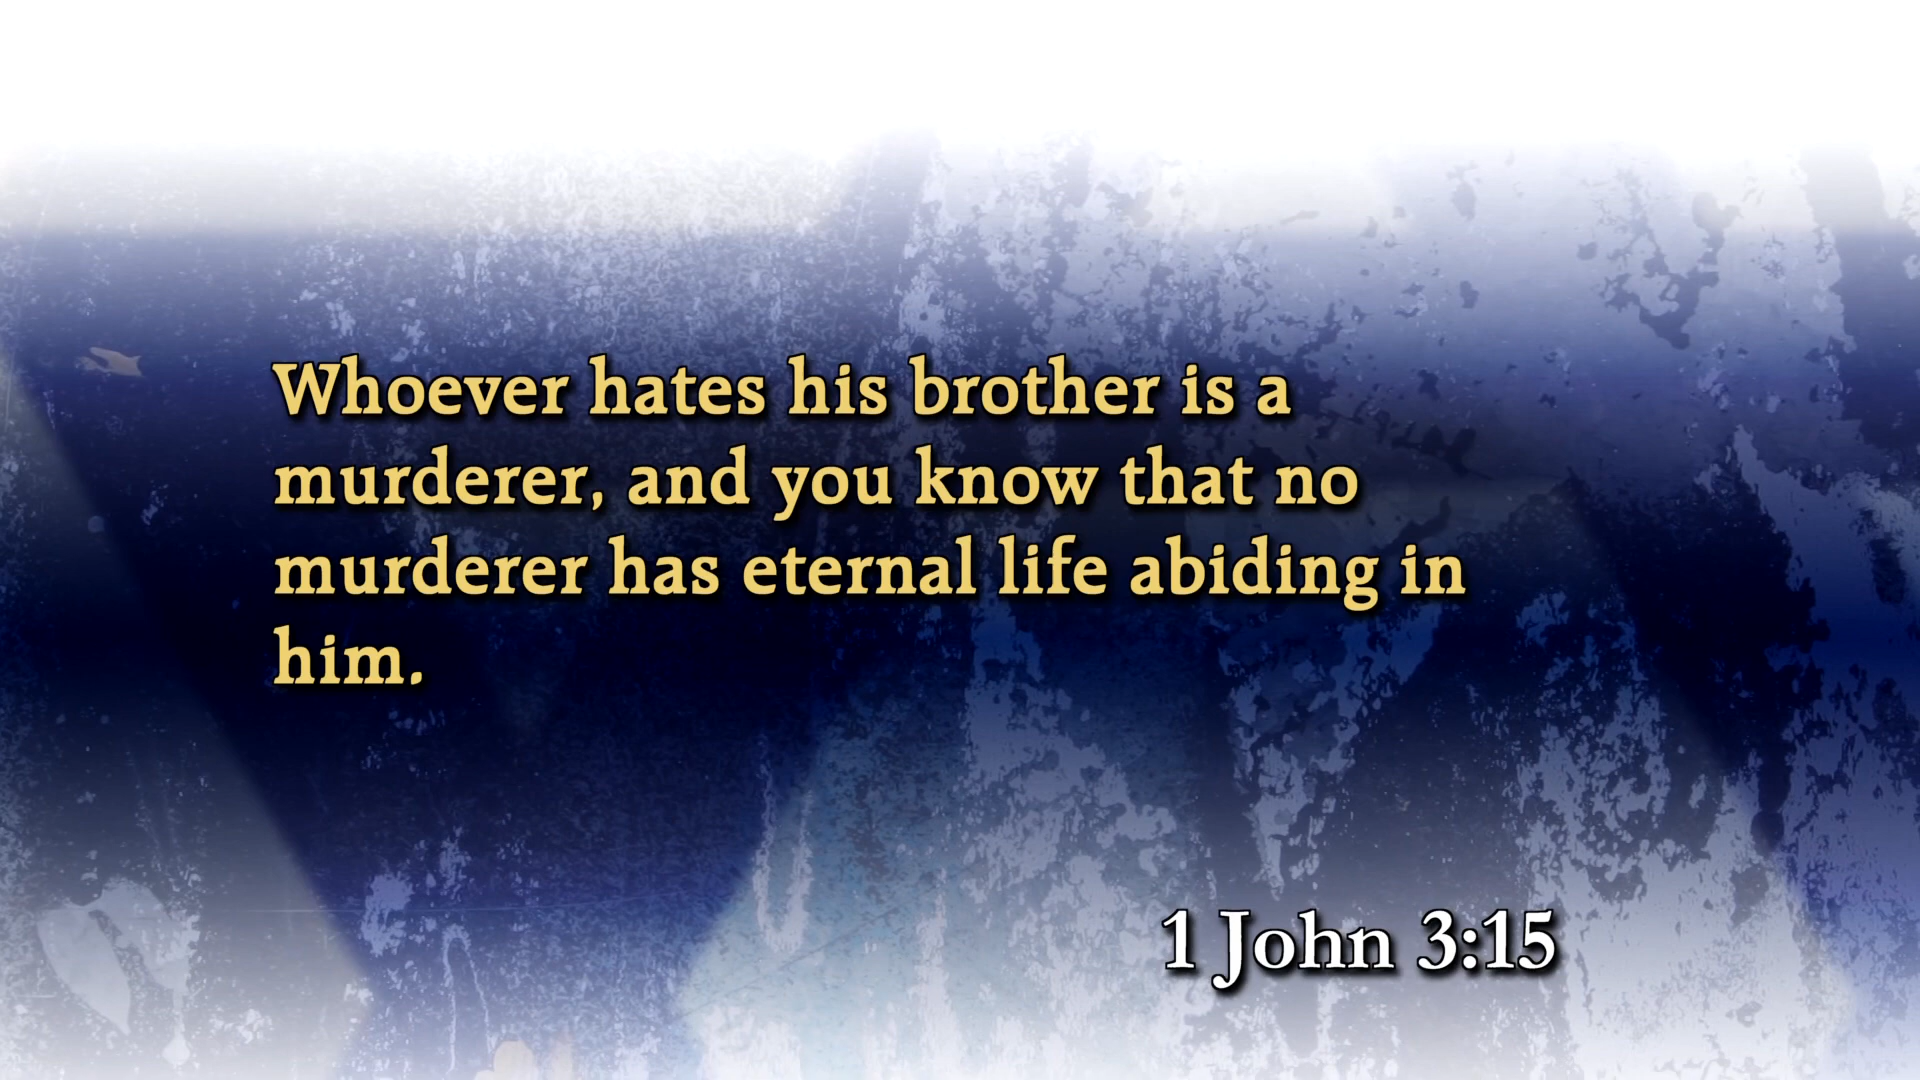 Whoever hates his brother is a
murderer, and you know that no
murderer has eternal life abiding in
him.
1 John 3:15